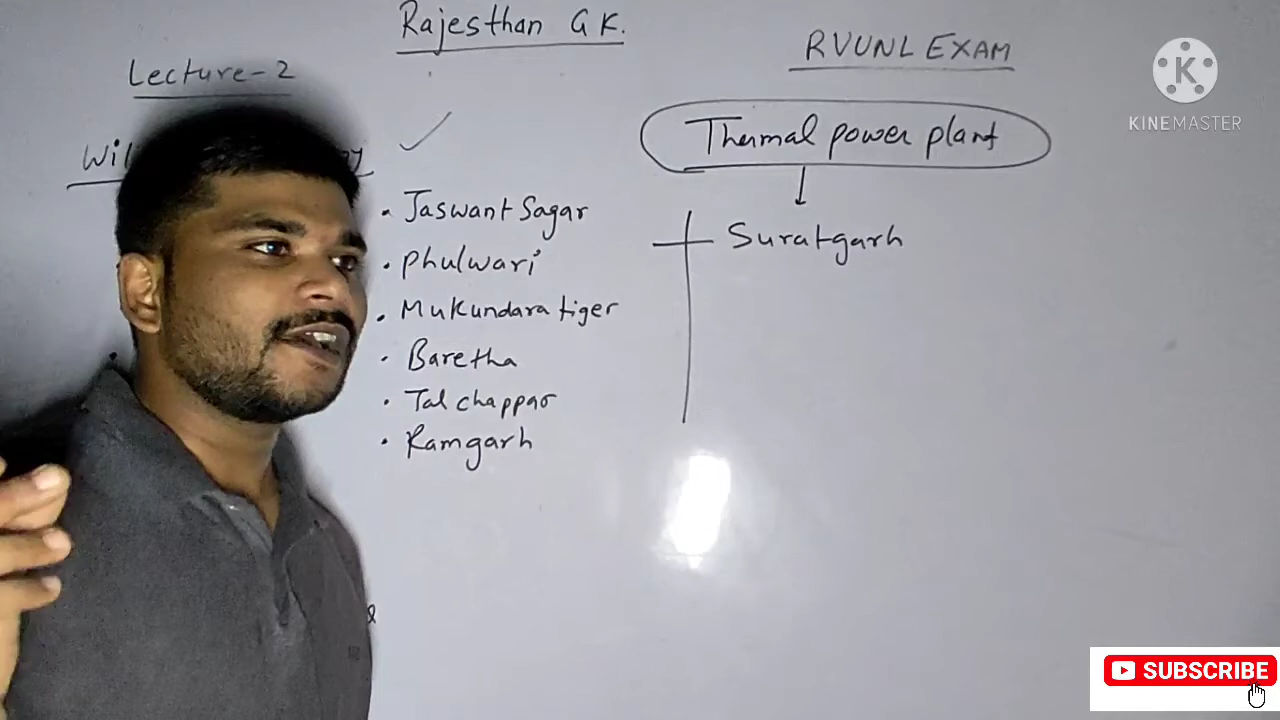 Rajesthan G K.
Lecture-2
RVUNL EXAM
KINEMASTER
Thermal power plant
• Jaswant Sagar
• Phulwari
• Mukundara tiger
• Baretha
• Tal chappar
• Ramgarh
Suratgarh
SUBSCRIBE